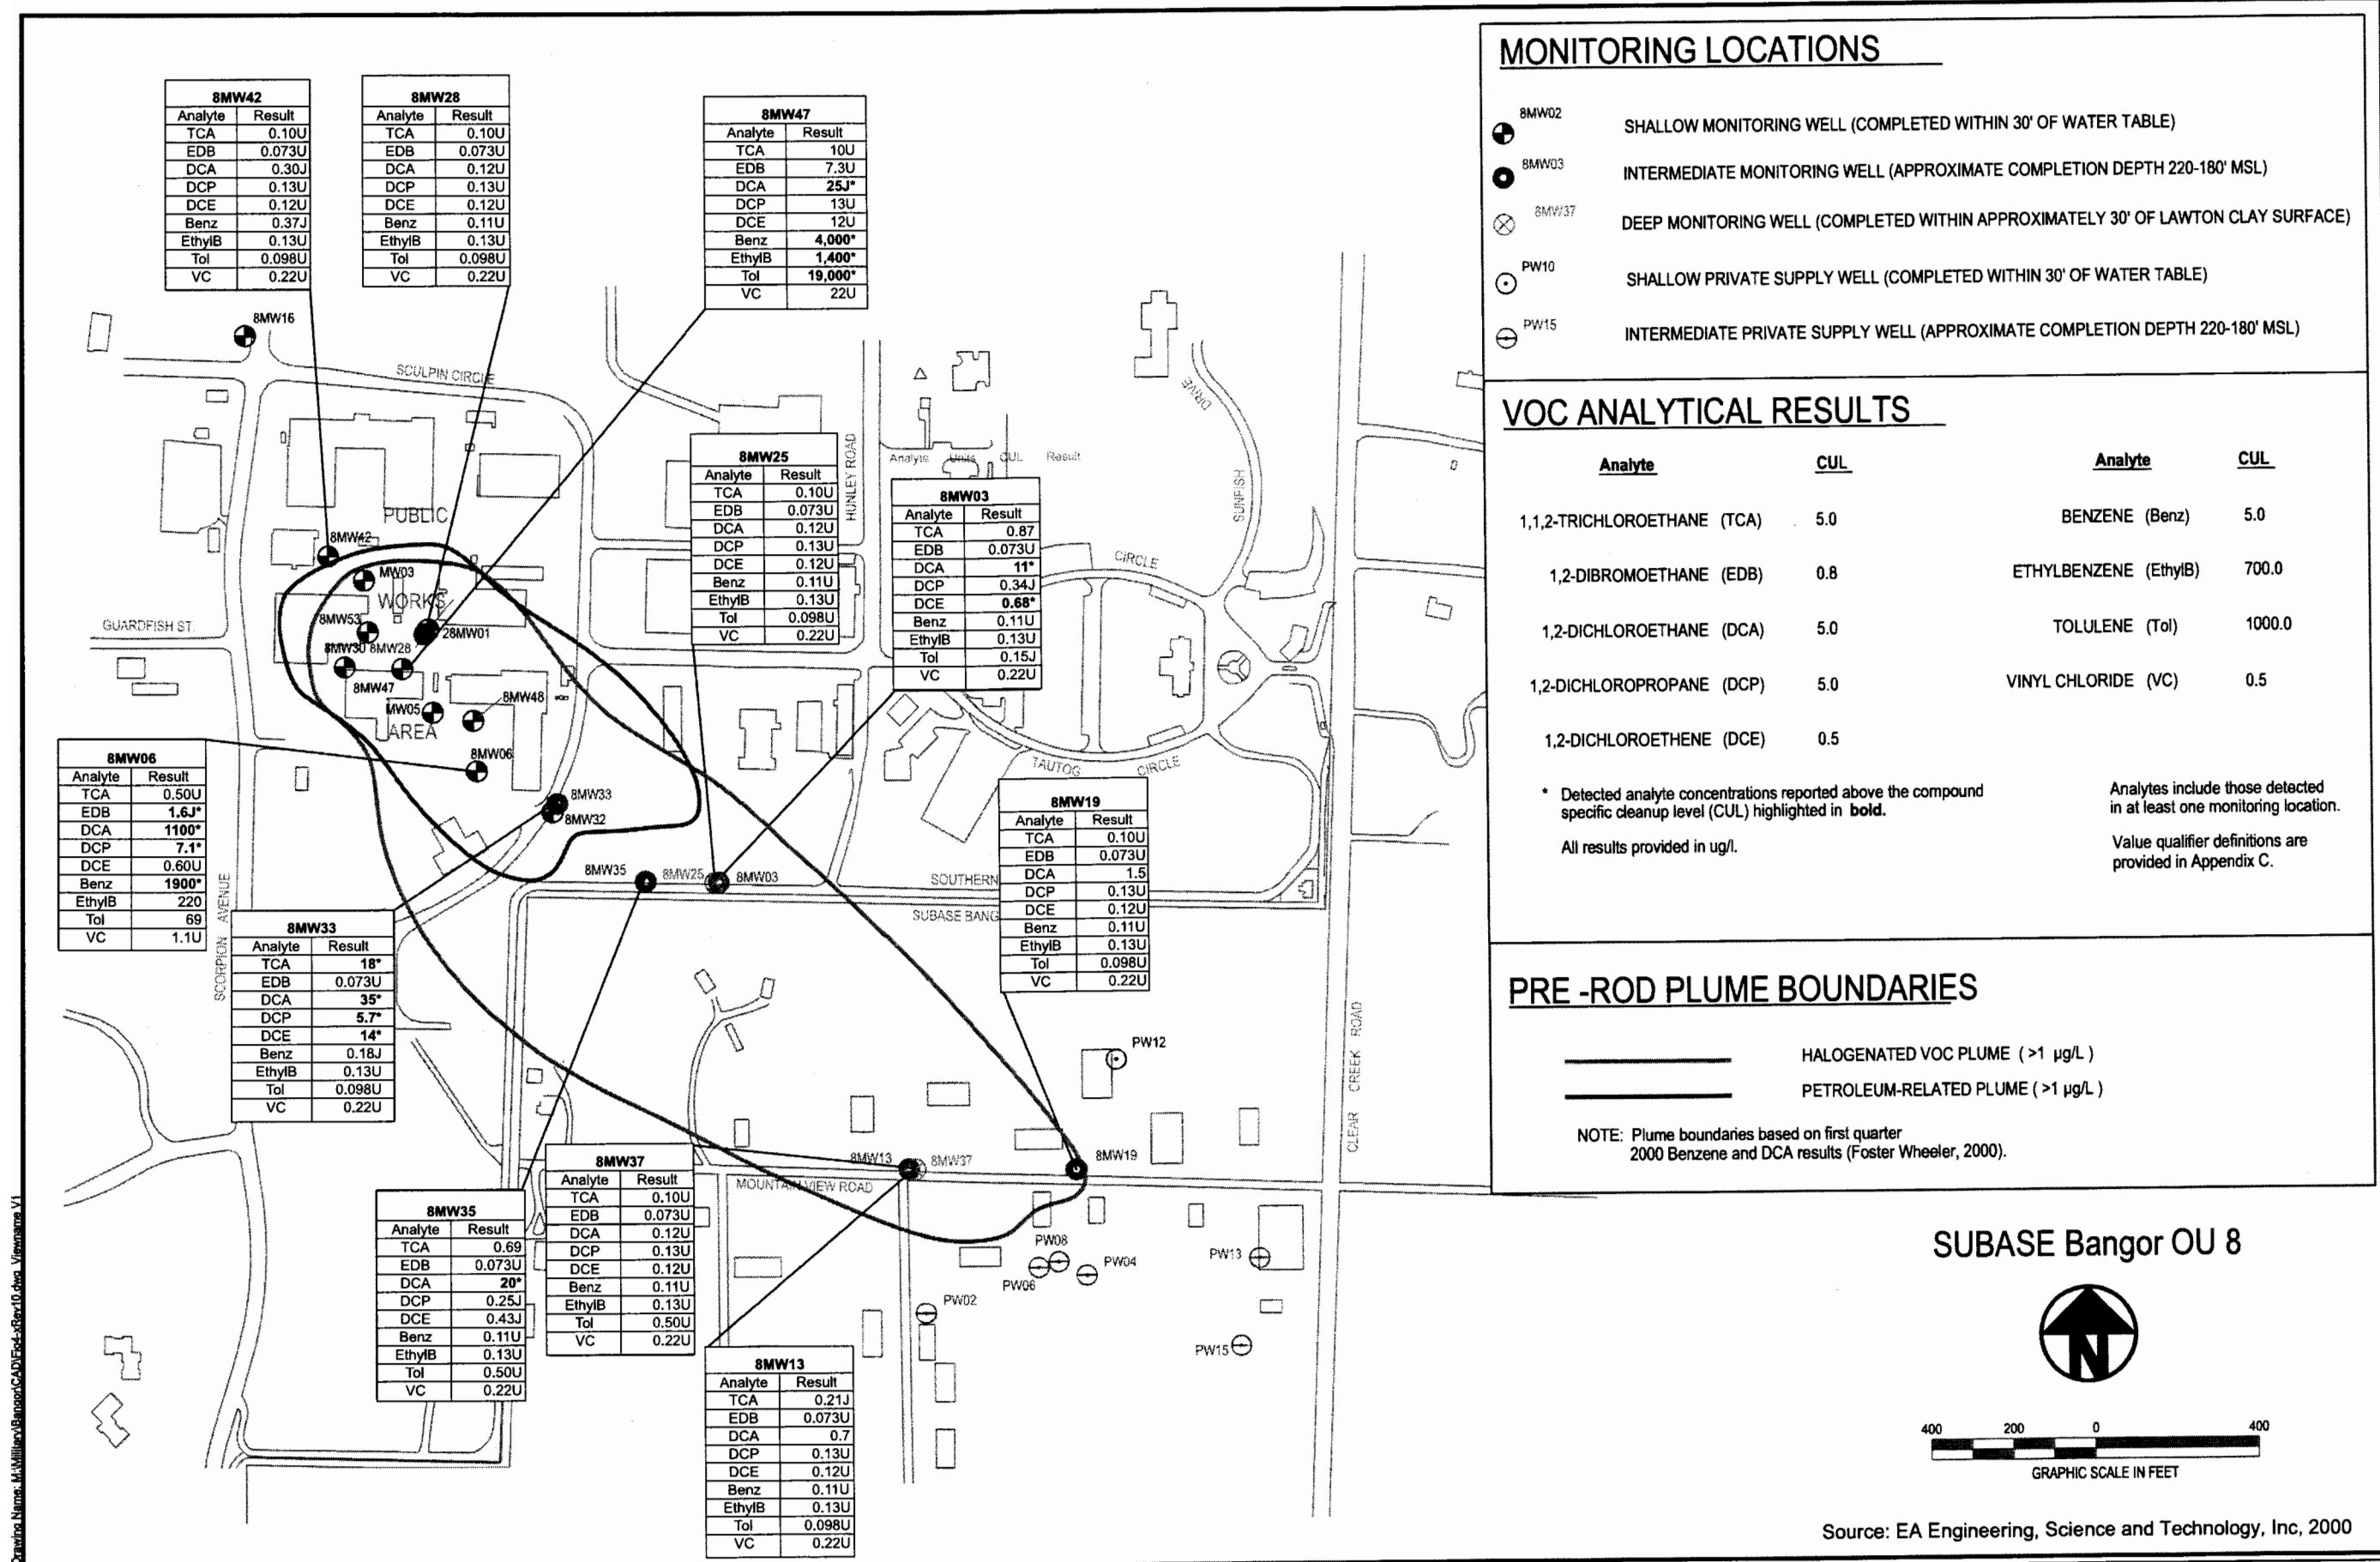 8MW42
Analyte Result
TCA 0.10U
EDB 0.073U
DCA 0.30J
DCP 0.13U
DCE 0.12U
Benz 0.37J
EthylB 0.13U
Tol 0.098U
VC 0.22U
8MW28
Analyte Result
TCA 0.10U
EDB 0.073U
DCA 0.12U
DCP 0.13U
DCE 0.12U
Benz 0.11U
EthylB 0.13U
Tol 0.098U
VC 0.22U
8MW47
Analyte Result
TCA 10U
EDB 7.3U
DCA 25J*
DCP 13U
DCE 12U
Benz 4,000*
EthylB 1,400*
Tol 19,000*
VC 22U
8MW25
Analyte Result
TCA 0.10U
EDB 0.073U
DCA 0.12U
DCP 0.13U
DCE 0.12U
Benz 0.11U
EthylB 0.13U
Tol 0.098U
VC 0.22U
Analyte Units CUL Result
8MW03
Analyte Result
TCA 0.87
EDB 0.073U
DCA 11*
DCP 0.34J
DCE 0.68*
Benz 0.11U
EthylB 0.13U
Tol 0.15J
VC 0.22U
8MW06
Analyte Result
TCA 0.50U
EDB 1.6J*
DCA 1100*
DCP 7.1*
DCE 0.60U
Benz 1900*
EthylB 220
Tol 69
VC 1.1U
8MW33
Analyte Result
TCA 18*
EDB 0.073U
DCA 35*
DCP 5.7*
DCE 14*
Benz 0.18J
EthylB 0.13U
Tol 0.098U
VC 0.22U
8MW19
Analyte Result
TCA 0.10U
EDB 0.073U
DCA 1.5
DCP 0.13U
DCE 0.12U
Benz 0.11U
EthylB 0.13U
Tol 0.098U
VC 0.22U
8MW35
Analyte Result
TCA 0.69
EDB 0.073U
DCA 20*
DCP 0.25J
DCE 0.43J
Benz 0.11U
EthylB 0.13U
Tol 0.50U
VC 0.22U
8MW37
Analyte Result
TCA 0.10U
EDB 0.073U
DCA 0.12U
DCP 0.13U
DCE 0.12U
Benz 0.11U
EthylB 0.13U
Tol 0.50U
VC 0.22U
8MW13
Analyte Result
TCA 0.21J
EDB 0.073U
DCA 0.7
DCP 0.13U
DCE 0.12U
Benz 0.11U
EthylB 0.13U
Tol 0.098U
VC 0.22U
8MW16
SCULPIN CIRCLE
HUNLEY ROAD
SUNFISH
DRIVE
PUBLIC
8MW42
MW03
WORKS
GUARDFISH ST.
8MW53
28MW01
8MW30 8MW28
8MW47
MW05
8MW48
AREA
8MW06
CIRCLE
TAUTOG CIRCLE
8MW33
8MW32
8MW35
8MW25
8MW03
SOUTHERN
SUBASE BANG
SCORPION AVENUE
PW12
CLEAR CREEK ROAD
8MW13
8MW37
8MW19
MOUNTAIN VIEW ROAD
PW08
PW06
PW04
PW13
PW02
PW15
MONITORING LOCATIONS
8MW02 SHALLOW MONITORING WELL (COMPLETED WITHIN 30' OF WATER TABLE)
8MW03 INTERMEDIATE MONITORING WELL (APPROXIMATE COMPLETION DEPTH 220-180' MSL)
8MW37 DEEP MONITORING WELL (COMPLETED WITHIN APPROXIMATELY 30' OF LAWTON CLAY SURFACE)
PW10 SHALLOW PRIVATE SUPPLY WELL (COMPLETED WITHIN 30' OF WATER TABLE)
PW15 INTERMEDIATE PRIVATE SUPPLY WELL (APPROXIMATE COMPLETION DEPTH 220-180' MSL)
VOC ANALYTICAL RESULTS
Analyte CUL Analyte CUL
1,1,2-TRICHLOROETHANE (TCA) 5.0 BENZENE (Benz) 5.0
1,2-DIBROMOETHANE (EDB) 0.8 ETHYLBENZENE (EthylB) 700.0
1,2-DICHLOROETHANE (DCA) 5.0 TOLULENE (Tol) 1000.0
1,2-DICHLOROPROPANE (DCP) 5.0 VINYL CHLORIDE (VC) 0.5
1,2-DICHLOROETHENE (DCE) 0.5
* Detected analyte concentrations reported above the compound
specific cleanup level (CUL) highlighted in bold.
All results provided in ug/l.
Analytes include those detected
in at least one monitoring location.
Value qualifier definitions are
provided in Appendix C.
PRE -ROD PLUME BOUNDARIES
HALOGENATED VOC PLUME ( >1 µg/L )
PETROLEUM-RELATED PLUME ( >1 µg/L )
NOTE: Plume boundaries based on first quarter
2000 Benzene and DCA results (Foster Wheeler, 2000).
SUBASE Bangor OU 8
N
400 200 0 400
GRAPHIC SCALE IN FEET
Source: EA Engineering, Science and Technology, Inc, 2000